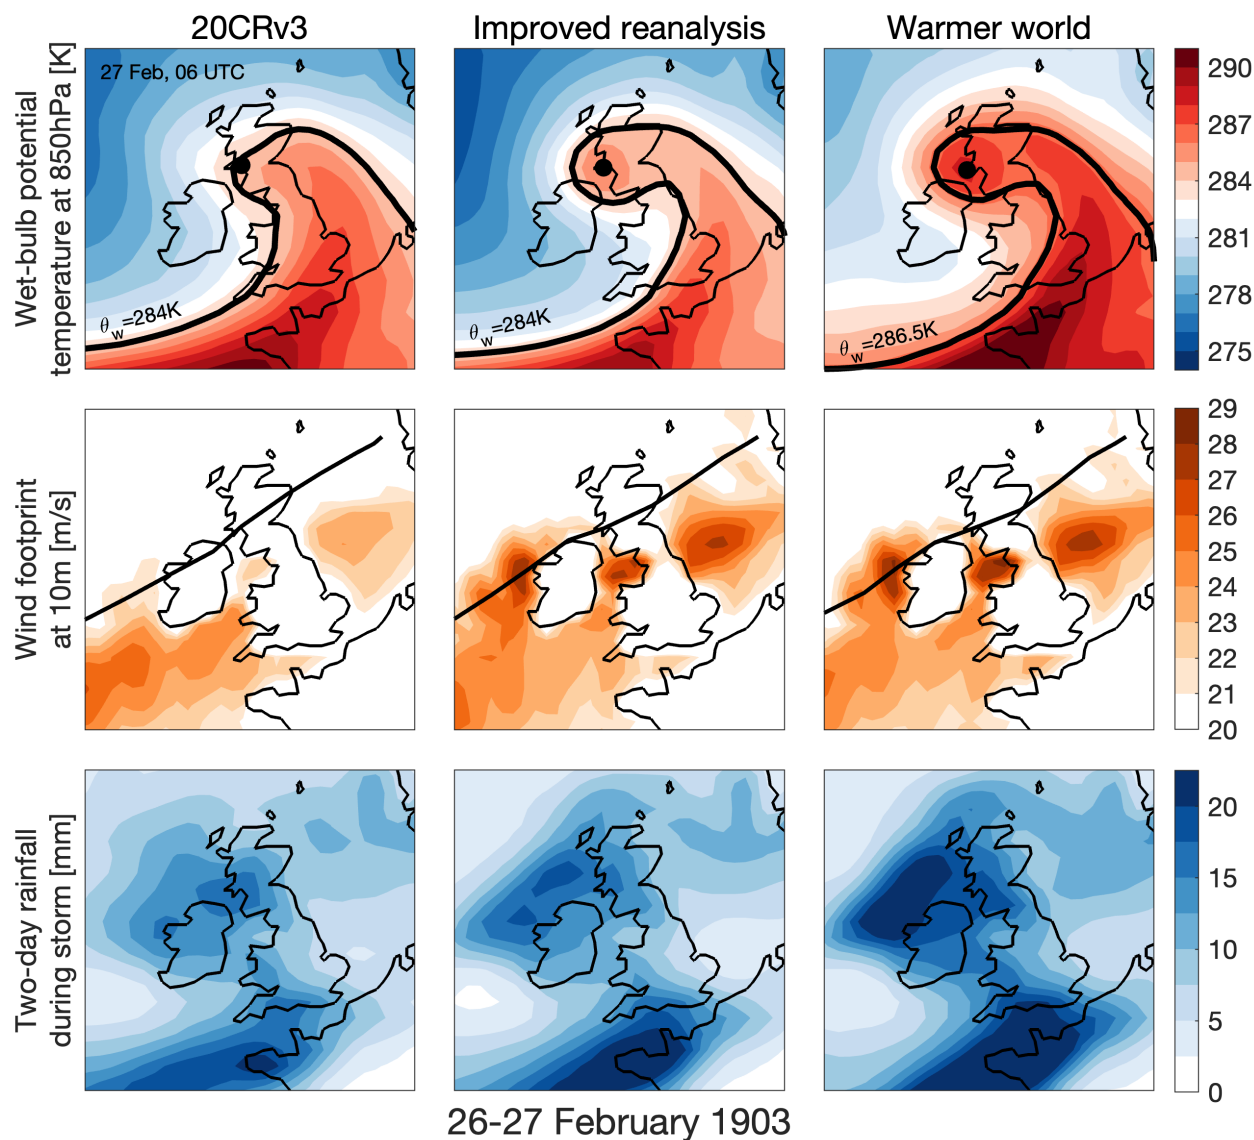 20CRv3
Improved reanalysis
Warmer world
Wet-bulb potential
temperature at 850hPa [K]
27 Feb, 06 UTC
θw=284K
θw=284K
θw=286.5K
290
287
284
281
278
275
Wind footprint
at 10m [m/s]
29
28
27
26
25
24
23
22
21
20
Two-day rainfall
during storm [mm]
20
15
10
5
0
26-27 February 1903